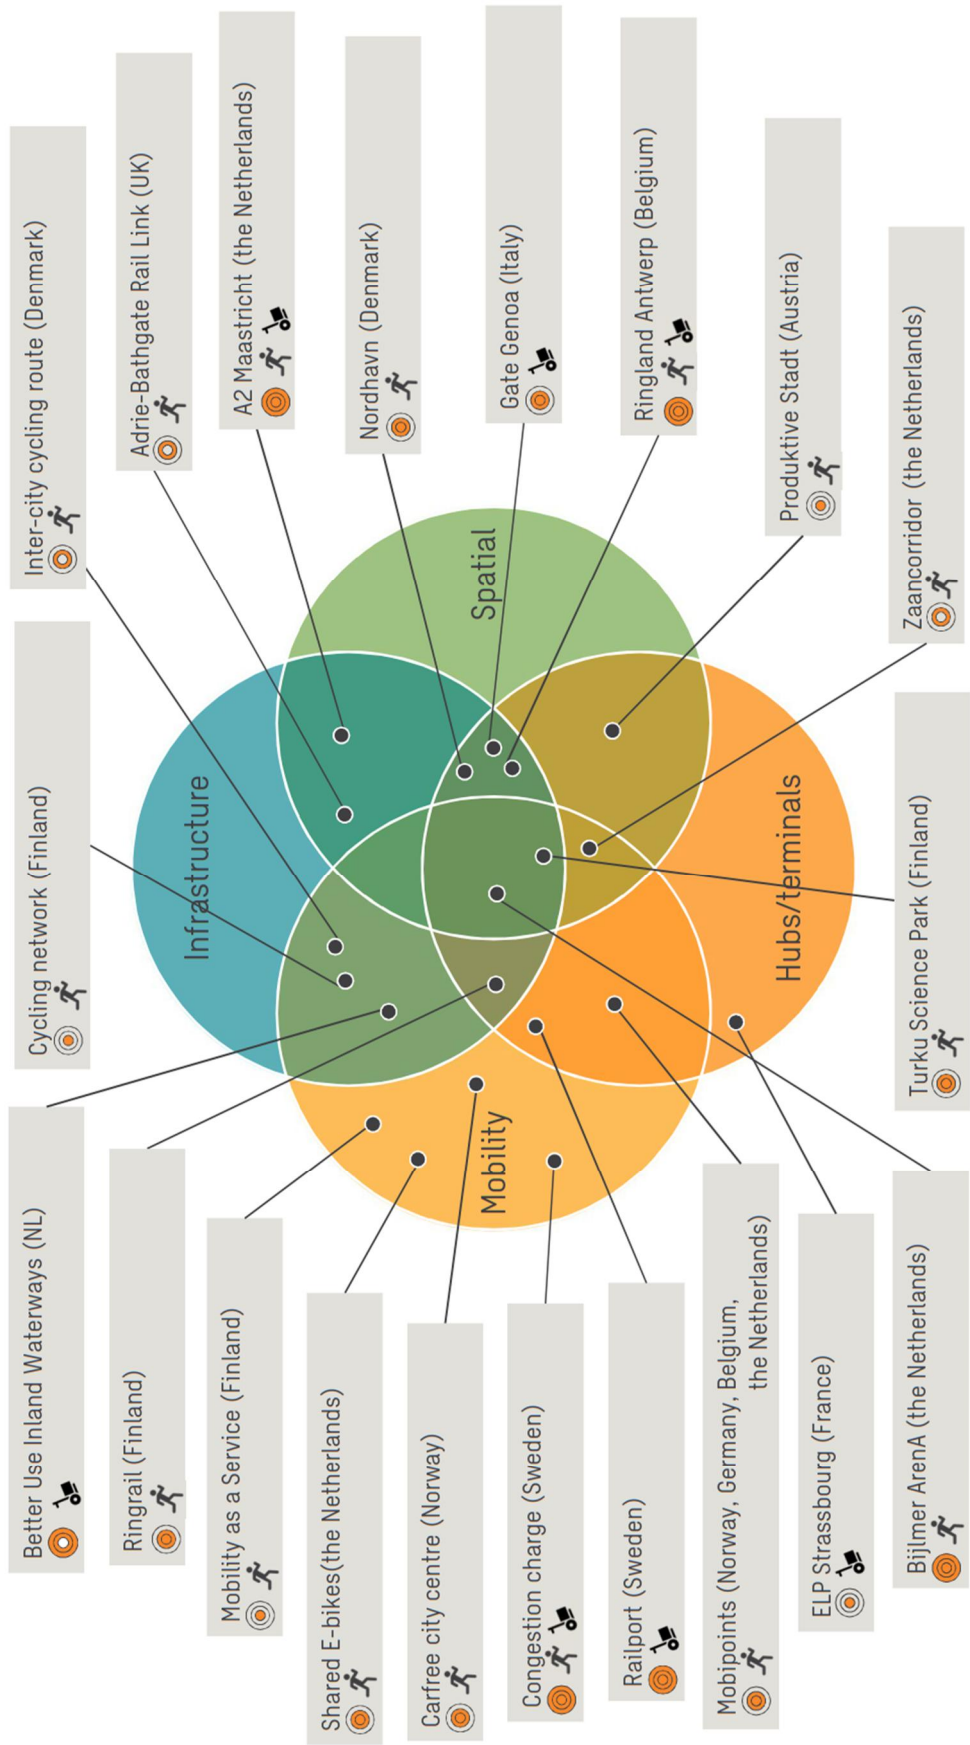 Better Use Inland Waterways (NL)
Ringrail (Finland)
Mobility as a Service (Finland)
Shared E-bikes(the Netherlands)
Carfree city centre (Norway)
Congestion charge (Sweden)
Railport (Sweden)
Mobipoints (Norway, Germany, Belgium,
the Netherlands)
ELP Strassbourg (France)
Bijlmer ArenA (the Netherlands)
Cycling network (Finland)
Inter-city cycling route (Denmark)
Adrie-Bathgate Rail Link (UK)
A2 Maastricht (the Netherlands)
Nordhavn (Denmark)
Gate Genoa (Italy)
Ringland Antwerp (Belgium)
Produktive Stadt (Austria)
Zaancorridor (the Netherlands)
Turku Science Park (Finland)
Infrastructure
Mobility
Spatial
Hubs/terminals